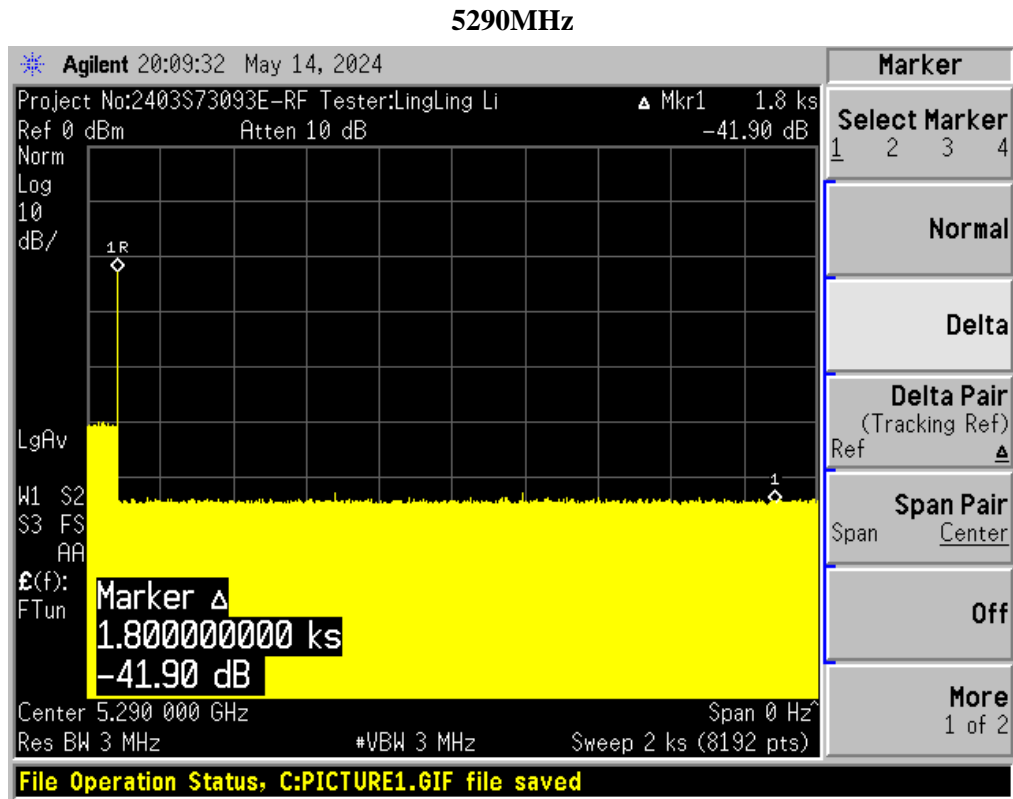 5290MHz
Agilent 20:09:32 May 14, 2024
Marker
Project No:2403S73093E-RF Tester:LingLing Li
Δ Mkr1 1.8 ks
Ref 0 dBm Atten 10 dB -41.90 dB
Select Marker
1 2 3 4
Norm
Log
10
dB/
1R
Normal
Delta
Delta Pair
(Tracking Ref)
Ref Δ
LgAv
1
W1 S2
S3 FS
AA
Span Pair
Span Center
£(f):
FTun
Marker Δ
1.800000000 ks
-41.90 dB
Off
Center 5.290 000 GHz Span 0 Hz^
Res BW 3 MHz #VBW 3 MHz Sweep 2 ks (8192 pts)
More
1 of 2
File Operation Status, C:PICTURE1.GIF file saved